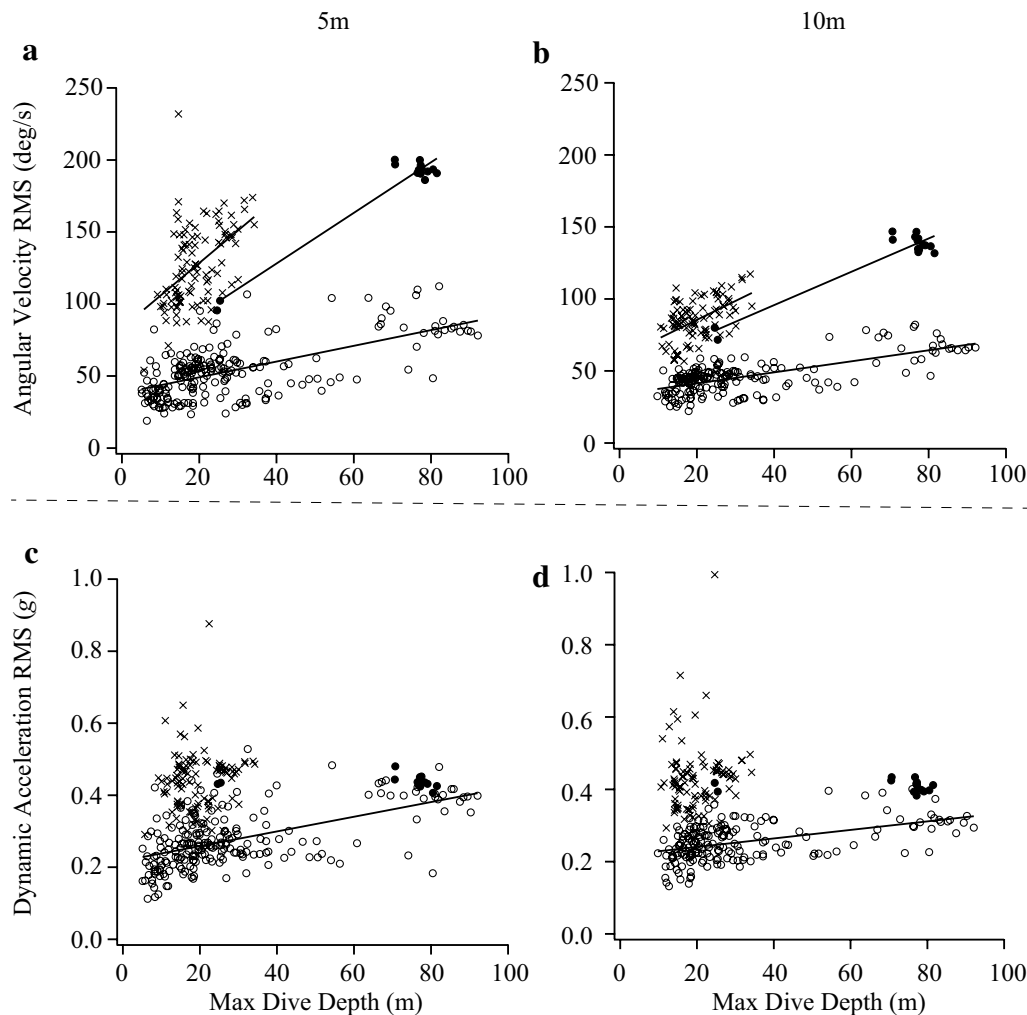 5m
10m
a
b
Angular Velocity RMS (deg/s)
250
200
150
100
50
0
0 20 40 60 80 100
250
200
150
100
50
0
0 20 40 60 80 100
c
d
Dynamic Acceleration RMS (g)
1.0
0.8
0.6
0.4
0.2
0.0
0 20 40 60 80 100
Max Dive Depth (m)
1.0
0.8
0.6
0.4
0.2
0.0
0 20 40 60 80 100
Max Dive Depth (m)